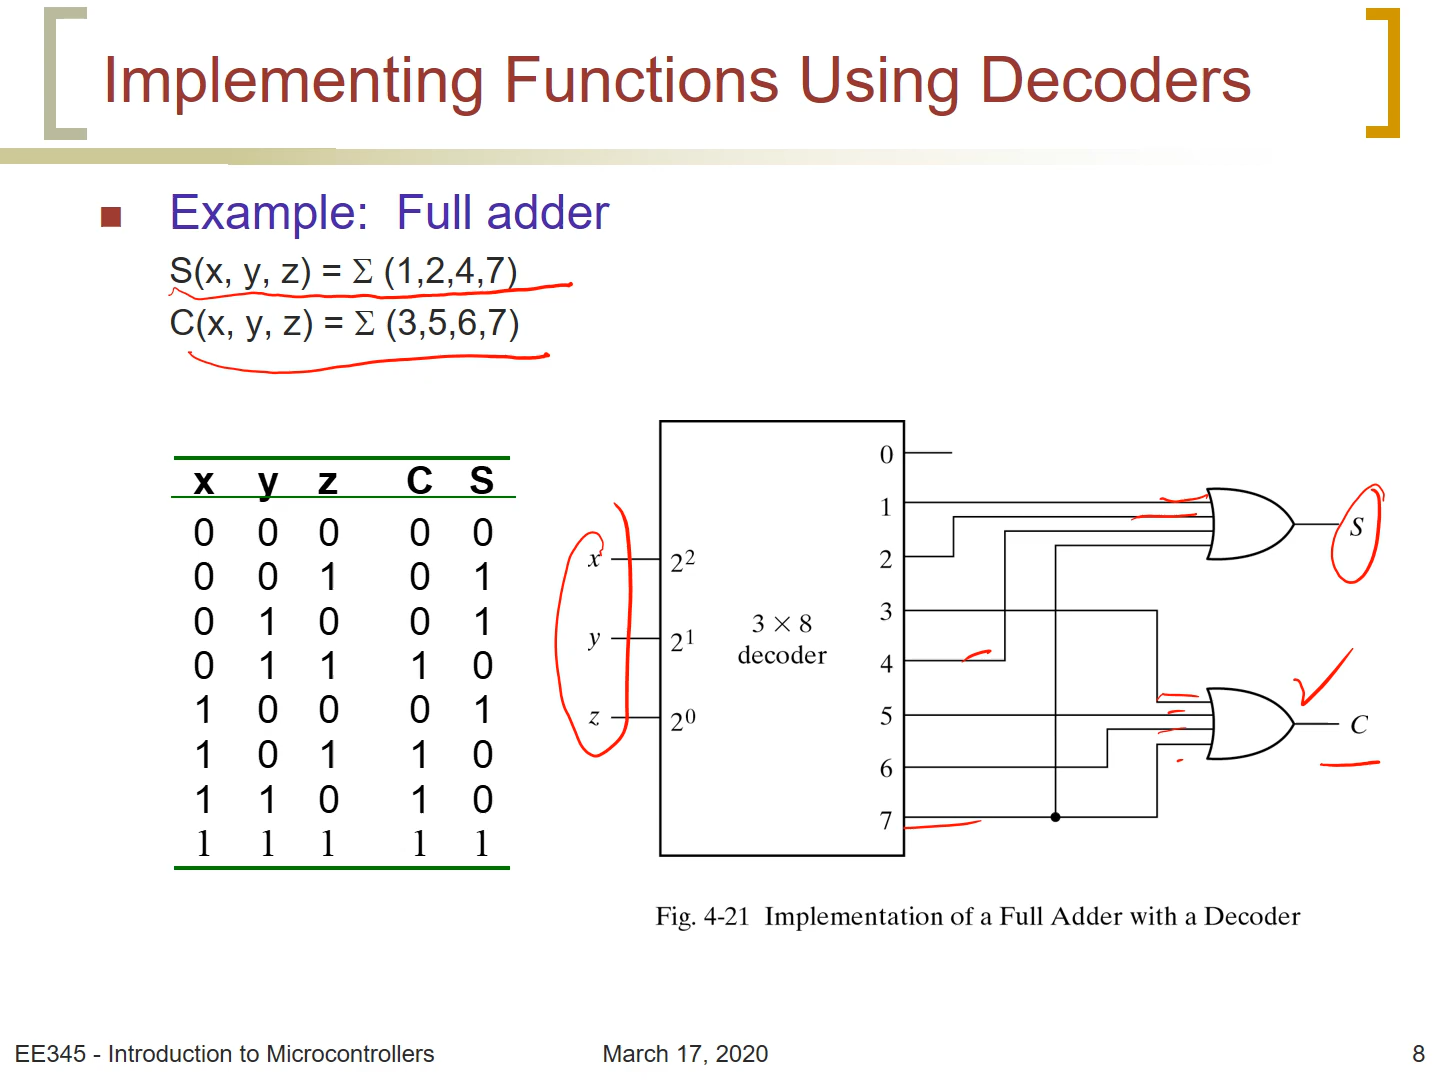 Implementing Functions Using Decoders
Example: Full adder
S(x, y, z) = Σ (1,2,4,7)
C(x, y, z) = Σ (3,5,6,7)
x y z C S
0 0 0 0 0
0 0 1 0 1
0 1 0 0 1
0 1 1 1 0
1 0 0 0 1
1 0 1 1 0
1 1 0 1 0
1 1 1 1 1
x
y
z
2²
2¹
2⁰
3 × 8
decoder
0
1
2
3
4
5
6
7
S
C
Fig. 4-21 Implementation of a Full Adder with a Decoder
EE345 - Introduction to Microcontrollers
March 17, 2020
8